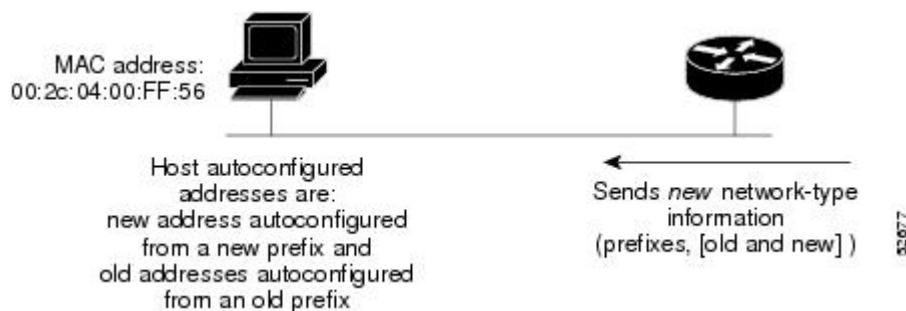 MAC address:
00:2c:04:00:FF:56
Host autoconfigured
addresses are:
new address autoconfigured
from a new prefix and
old addresses autoconfigured
from an old prefix
Sends new network-type
information
(prefixes, [old and new] )
52677